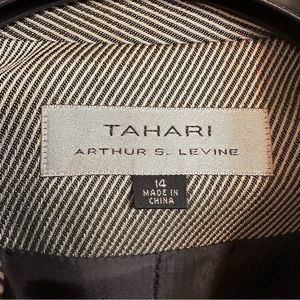 TAHARI
ARTHUR S. LEVINE
14
MADE IN
CHINA